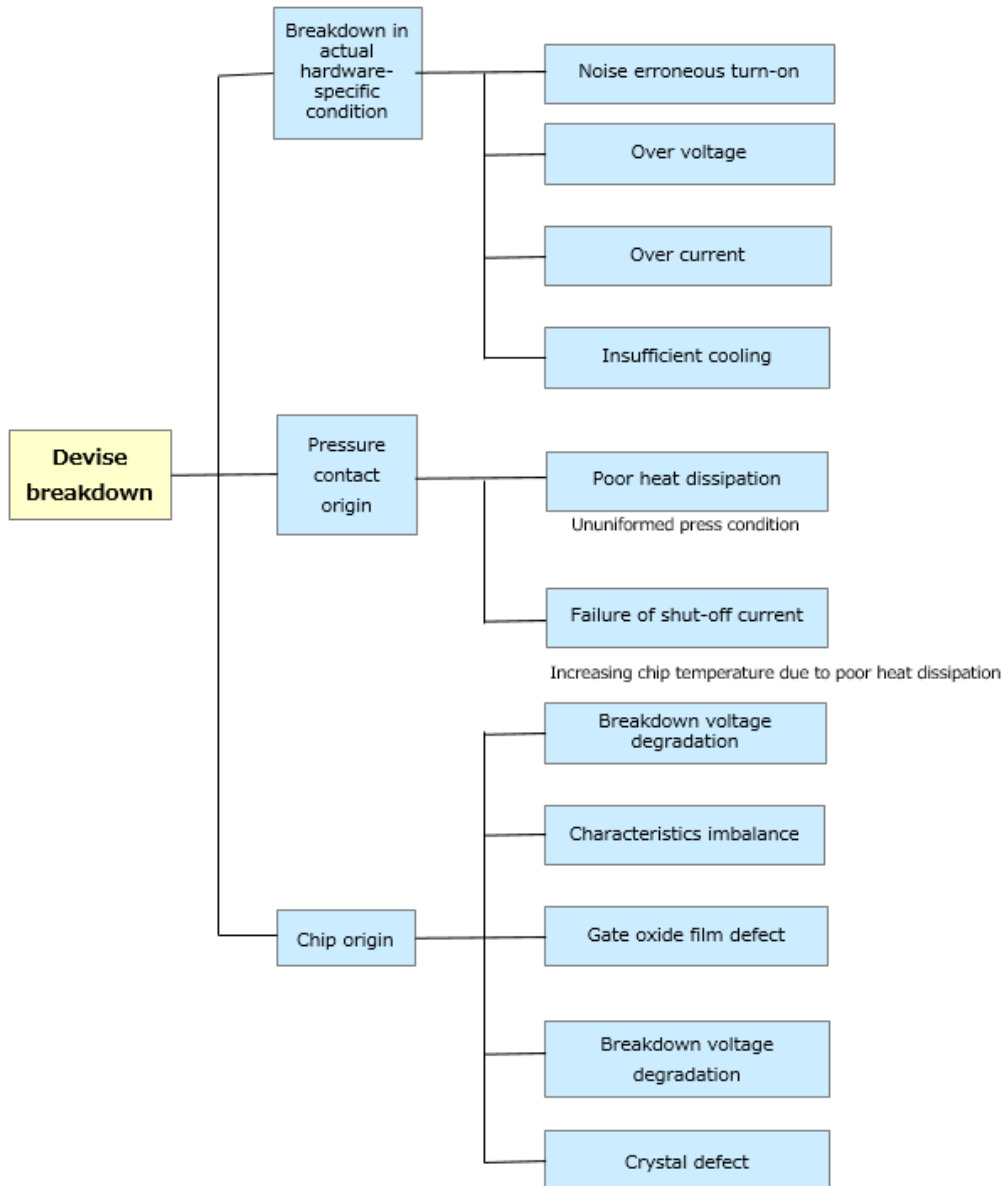 Breakdown in
actual
hardware-
specific
condition
Noise erroneous turn-on
Over voltage
Over current
Insufficient cooling
Devise
breakdown
Pressure
contact
origin
Poor heat dissipation
Ununiformed press condition
Failure of shut-off current
Increasing chip temperature due to poor heat dissipation
Chip origin
Breakdown voltage
degradation
Characteristics imbalance
Gate oxide film defect
Breakdown voltage
degradation
Crystal defect